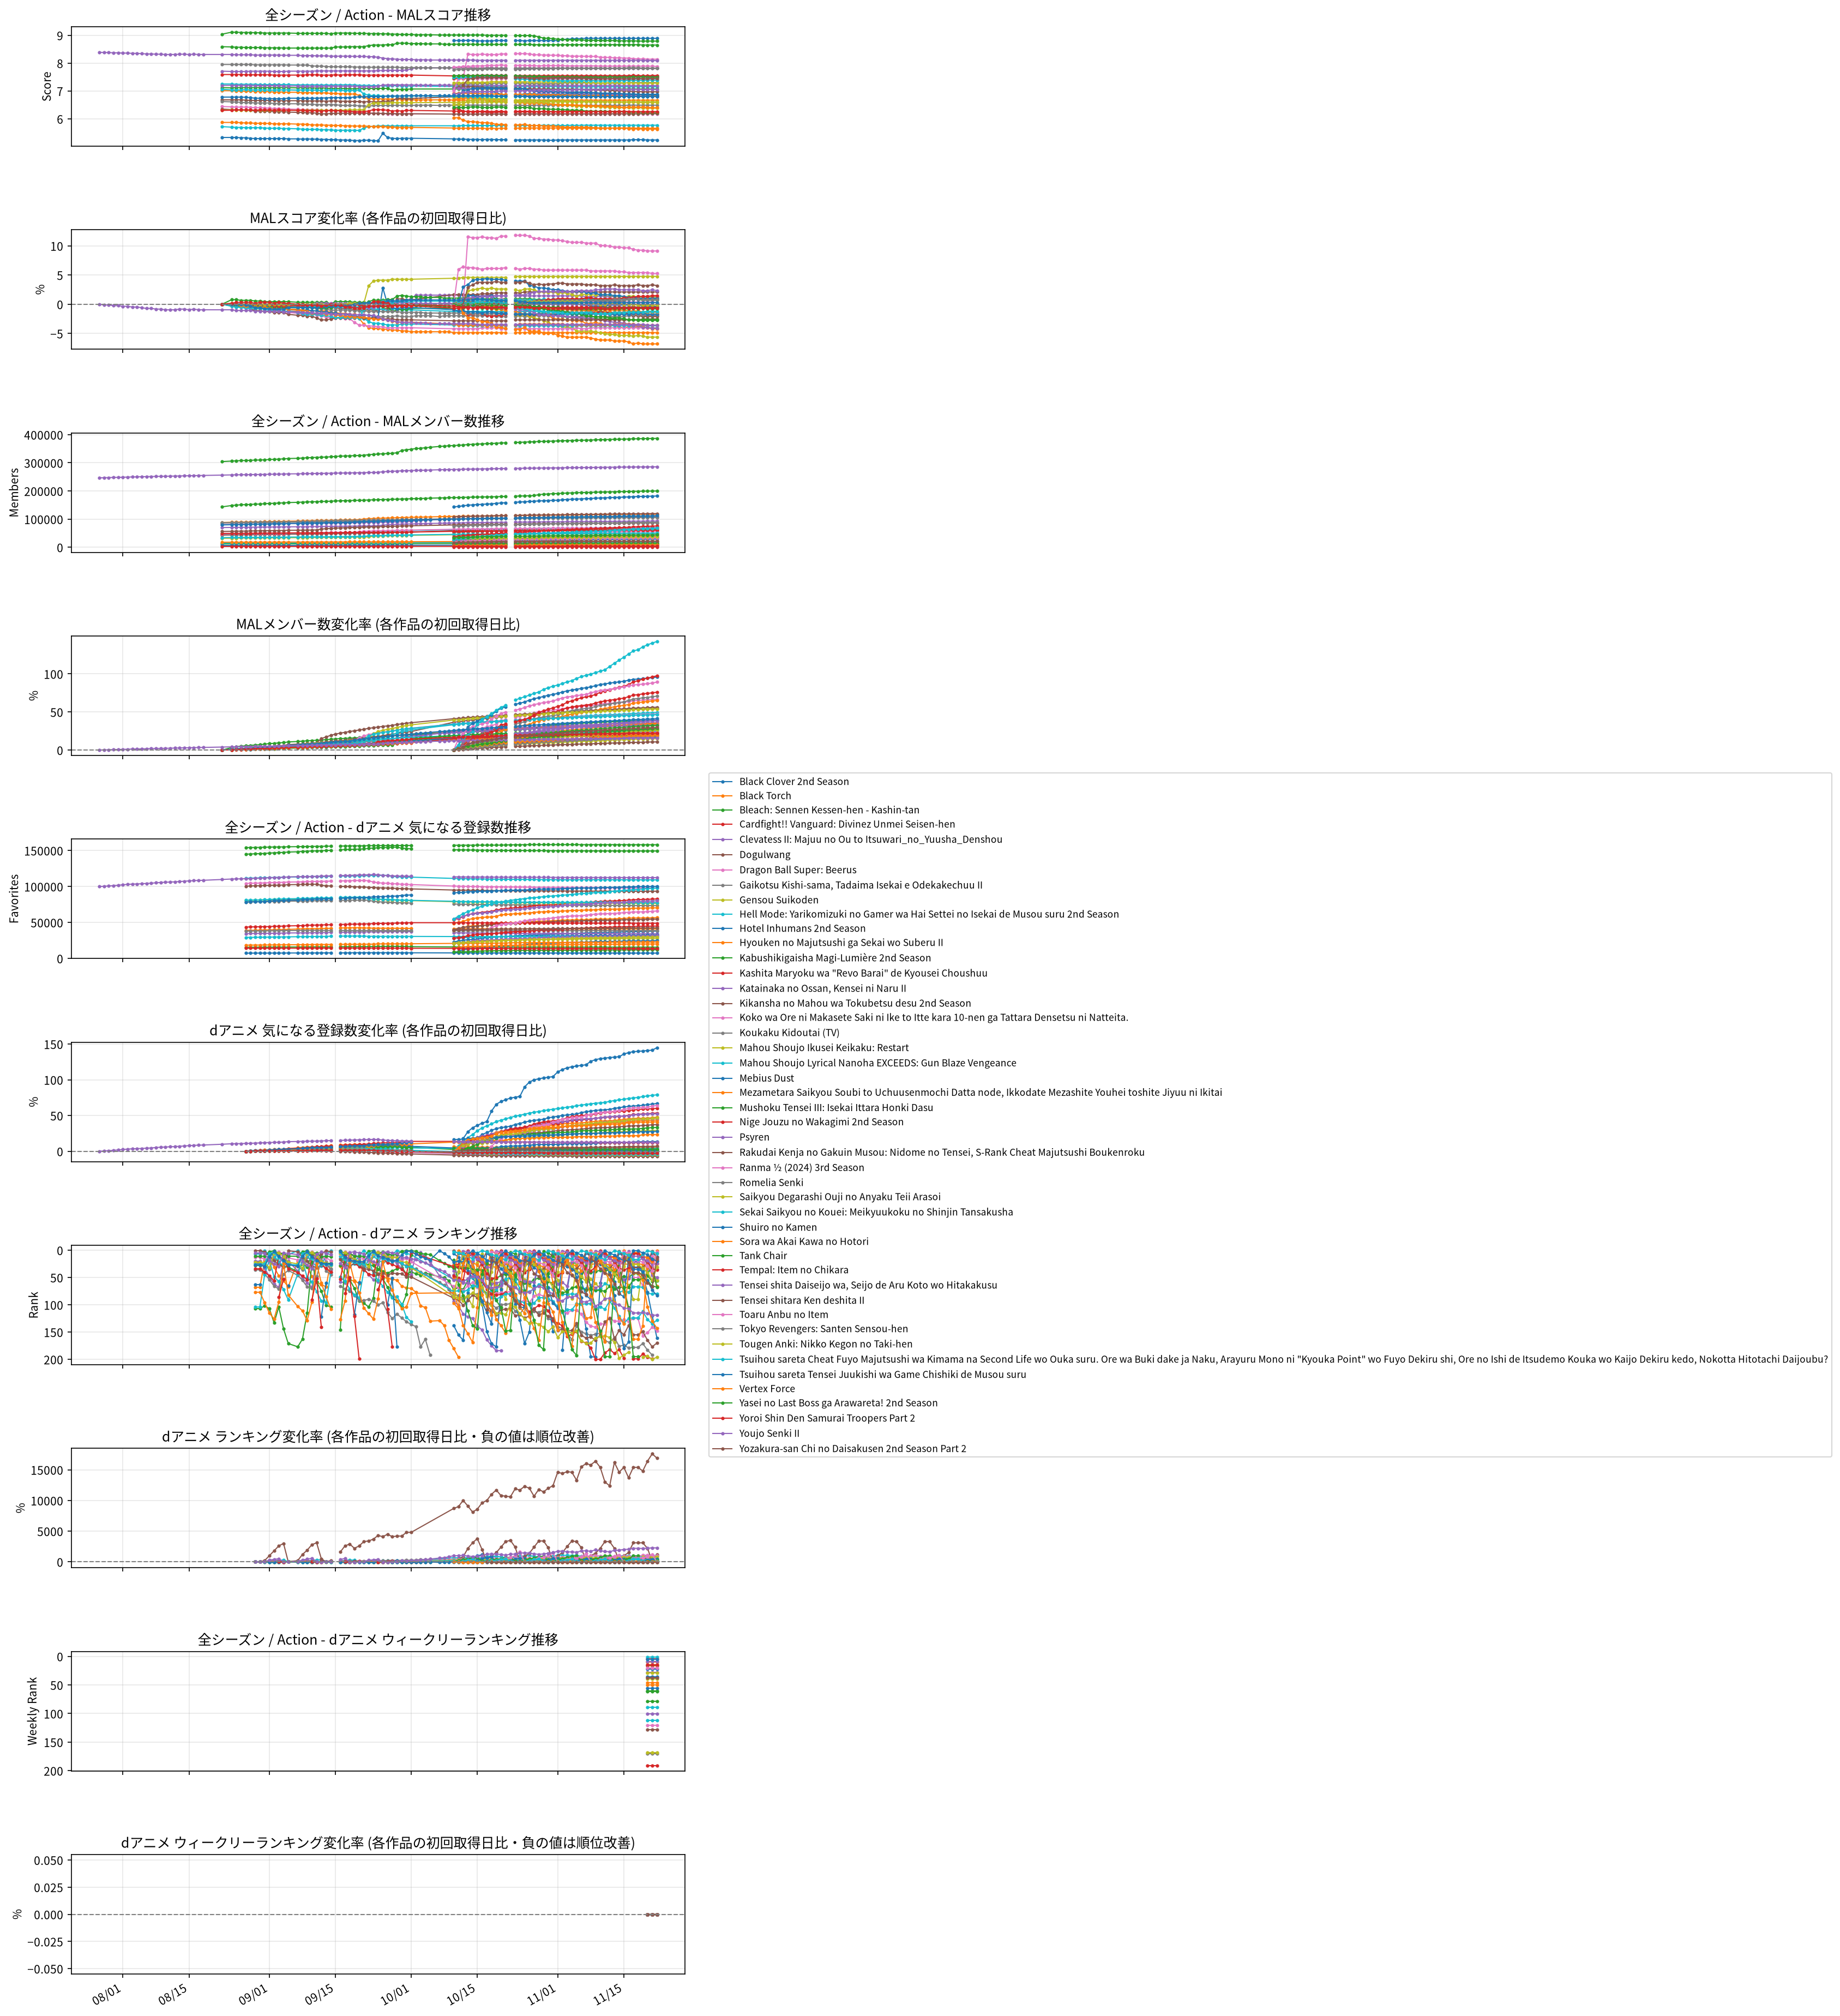 全シーズン / Action - MALスコア推移
Score
9
8
7
6
MALスコア変化率 (各作品の初回取得日比)
%
10
5
0
−5
全シーズン / Action - MALメンバー数推移
Members
400000
300000
200000
100000
0
MALメンバー数変化率 (各作品の初回取得日比)
%
100
50
0
全シーズン / Action - dアニメ 気になる登録数推移
Favorites
150000
100000
50000
0
dアニメ 気になる登録数変化率 (各作品の初回取得日比)
%
150
100
50
0
全シーズン / Action - dアニメ ランキング推移
Rank
0
50
100
150
200
dアニメ ランキング変化率 (各作品の初回取得日比・負の値は順位改善)
%
15000
10000
5000
0
全シーズン / Action - dアニメ ウィークリーランキング推移
Weekly Rank
0
50
100
150
200
dアニメ ウィークリーランキング変化率 (各作品の初回取得日比・負の値は順位改善)
%
0.050
0.025
0.000
−0.025
−0.050
08/01
08/15
09/01
09/15
10/01
10/15
11/01
11/15
Black Clover 2nd Season
Black Torch
Bleach: Sennen Kessen-hen - Kashin-tan
Cardfight!! Vanguard: Divinez Unmei Seisen-hen
Clevatess II: Majuu no Ou to Itsuwari_no_Yuusha_Denshou
Dogulwang
Dragon Ball Super: Beerus
Gaikotsu Kishi-sama, Tadaima Isekai e Odekakechuu II
Gensou Suikoden
Hell Mode: Yarikomizuki no Gamer wa Hai Settei no Isekai de Musou suru 2nd Season
Hotel Inhumans 2nd Season
Hyouken no Majutsushi ga Sekai wo Suberu II
Kabushikigaisha Magi-Lumière 2nd Season
Kashita Maryoku wa "Revo Barai" de Kyousei Choushuu
Katainaka no Ossan, Kensei ni Naru II
Kikansha no Mahou wa Tokubetsu desu 2nd Season
Koko wa Ore ni Makasete Saki ni Ike to Itte kara 10-nen ga Tattara Densetsu ni Natteita.
Koukaku Kidoutai (TV)
Mahou Shoujo Ikusei Keikaku: Restart
Mahou Shoujo Lyrical Nanoha EXCEEDS: Gun Blaze Vengeance
Mebius Dust
Mezametara Saikyou Soubi to Uchuusenmochi Datta node, Ikkodate Mezashite Youhei toshite Jiyuu ni Ikitai
Mushoku Tensei III: Isekai Ittara Honki Dasu
Nige Jouzu no Wakagimi 2nd Season
Psyren
Rakudai Kenja no Gakuin Musou: Nidome no Tensei, S-Rank Cheat Majutsushi Boukenroku
Ranma ½ (2024) 3rd Season
Romelia Senki
Saikyou Degarashi Ouji no Anyaku Teii Arasoi
Sekai Saikyou no Kouei: Meikyuukoku no Shinjin Tansakusha
Shuiro no Kamen
Sora wa Akai Kawa no Hotori
Tank Chair
Tempal: Item no Chikara
Tensei shita Daiseijo wa, Seijo de Aru Koto wo Hitakakusu
Tensei shitara Ken deshita II
Toaru Anbu no Item
Tokyo Revengers: Santen Sensou-hen
Tougen Anki: Nikko Kegon no Taki-hen
Tsuihou sareta Cheat Fuyo Majutsushi wa Kimama na Second Life wo Ouka suru. Ore wa Buki dake ja Naku, Arayuru Mono ni "Kyouka Point" wo Fuyo Dekiru shi, Ore no Ishi de Itsudemo Kouka wo Kaijo Dekiru kedo, Nokotta Hitotachi Daijoubu?
Tsuihou sareta Tensei Juukishi wa Game Chishiki de Musou suru
Vertex Force
Yasei no Last Boss ga Arawareta! 2nd Season
Yoroi Shin Den Samurai Troopers Part 2
Youjo Senki II
Yozakura-san Chi no Daisakusen 2nd Season Part 2